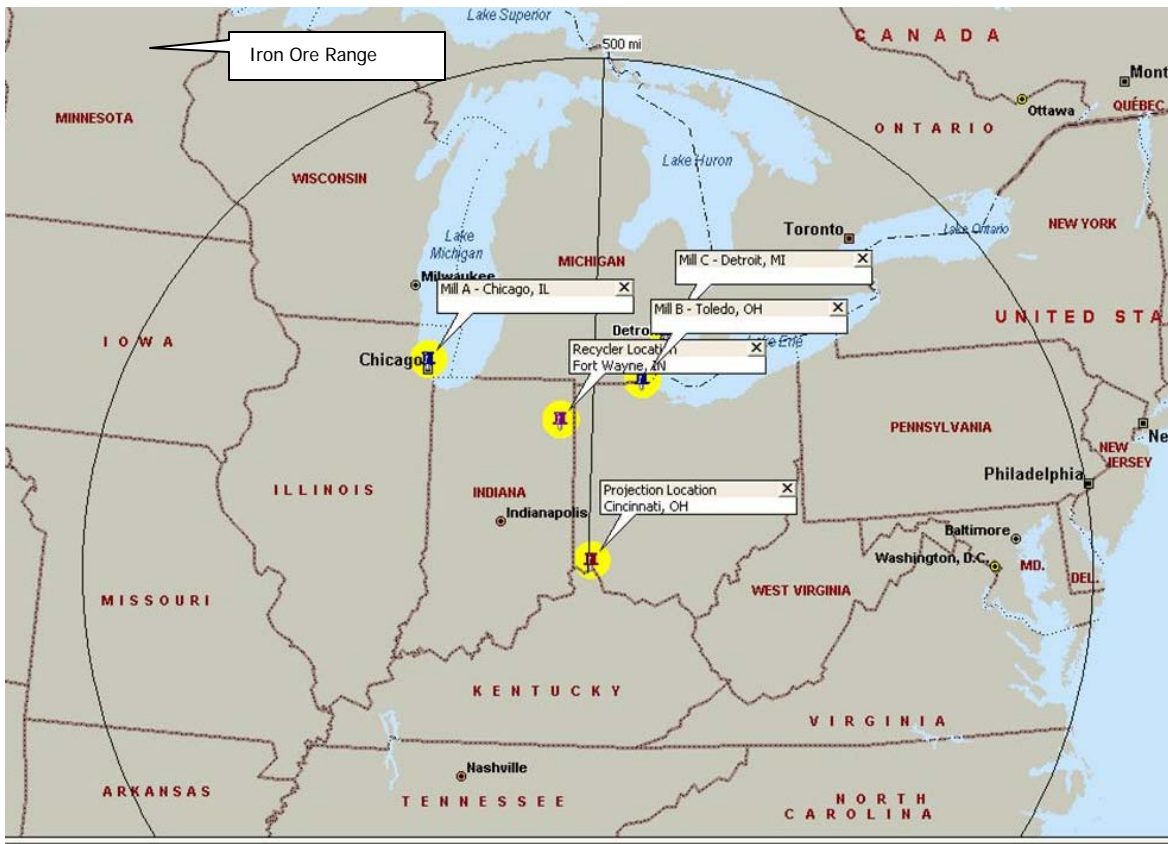 Lake Superior
Iron Ore Range
500 mi
CANADA
Mont
Ottawa
QUÉBEC
MINNESOTA
ONTARIO
Lake Huron
WISCONSIN
Toronto
Lake Ontario
NEW YORK
Lake
Michigan
MICHIGAN
Mill C - Detroit, MI
Milwaukee
Mill A - Chicago, IL
Mill B - Toledo, OH
UNITED STA
IOWA
Detroi
Lake Erie
Chicago
Recycler Location
Fort Wayne, IN
PENNSYLVANIA
Ne
NEW
JERSEY
Philadelphia
ILLINOIS
INDIANA
Projection Location
Cincinnati, OH
Indianapolis
Baltimore
Washington, D.C.
MD.
DEL.
WEST VIRGINIA
MISSOURI
KENTUCKY
VIRGINIA
Nashville
ARKANSAS
TENNESSEE
NORTH
CAROLINA